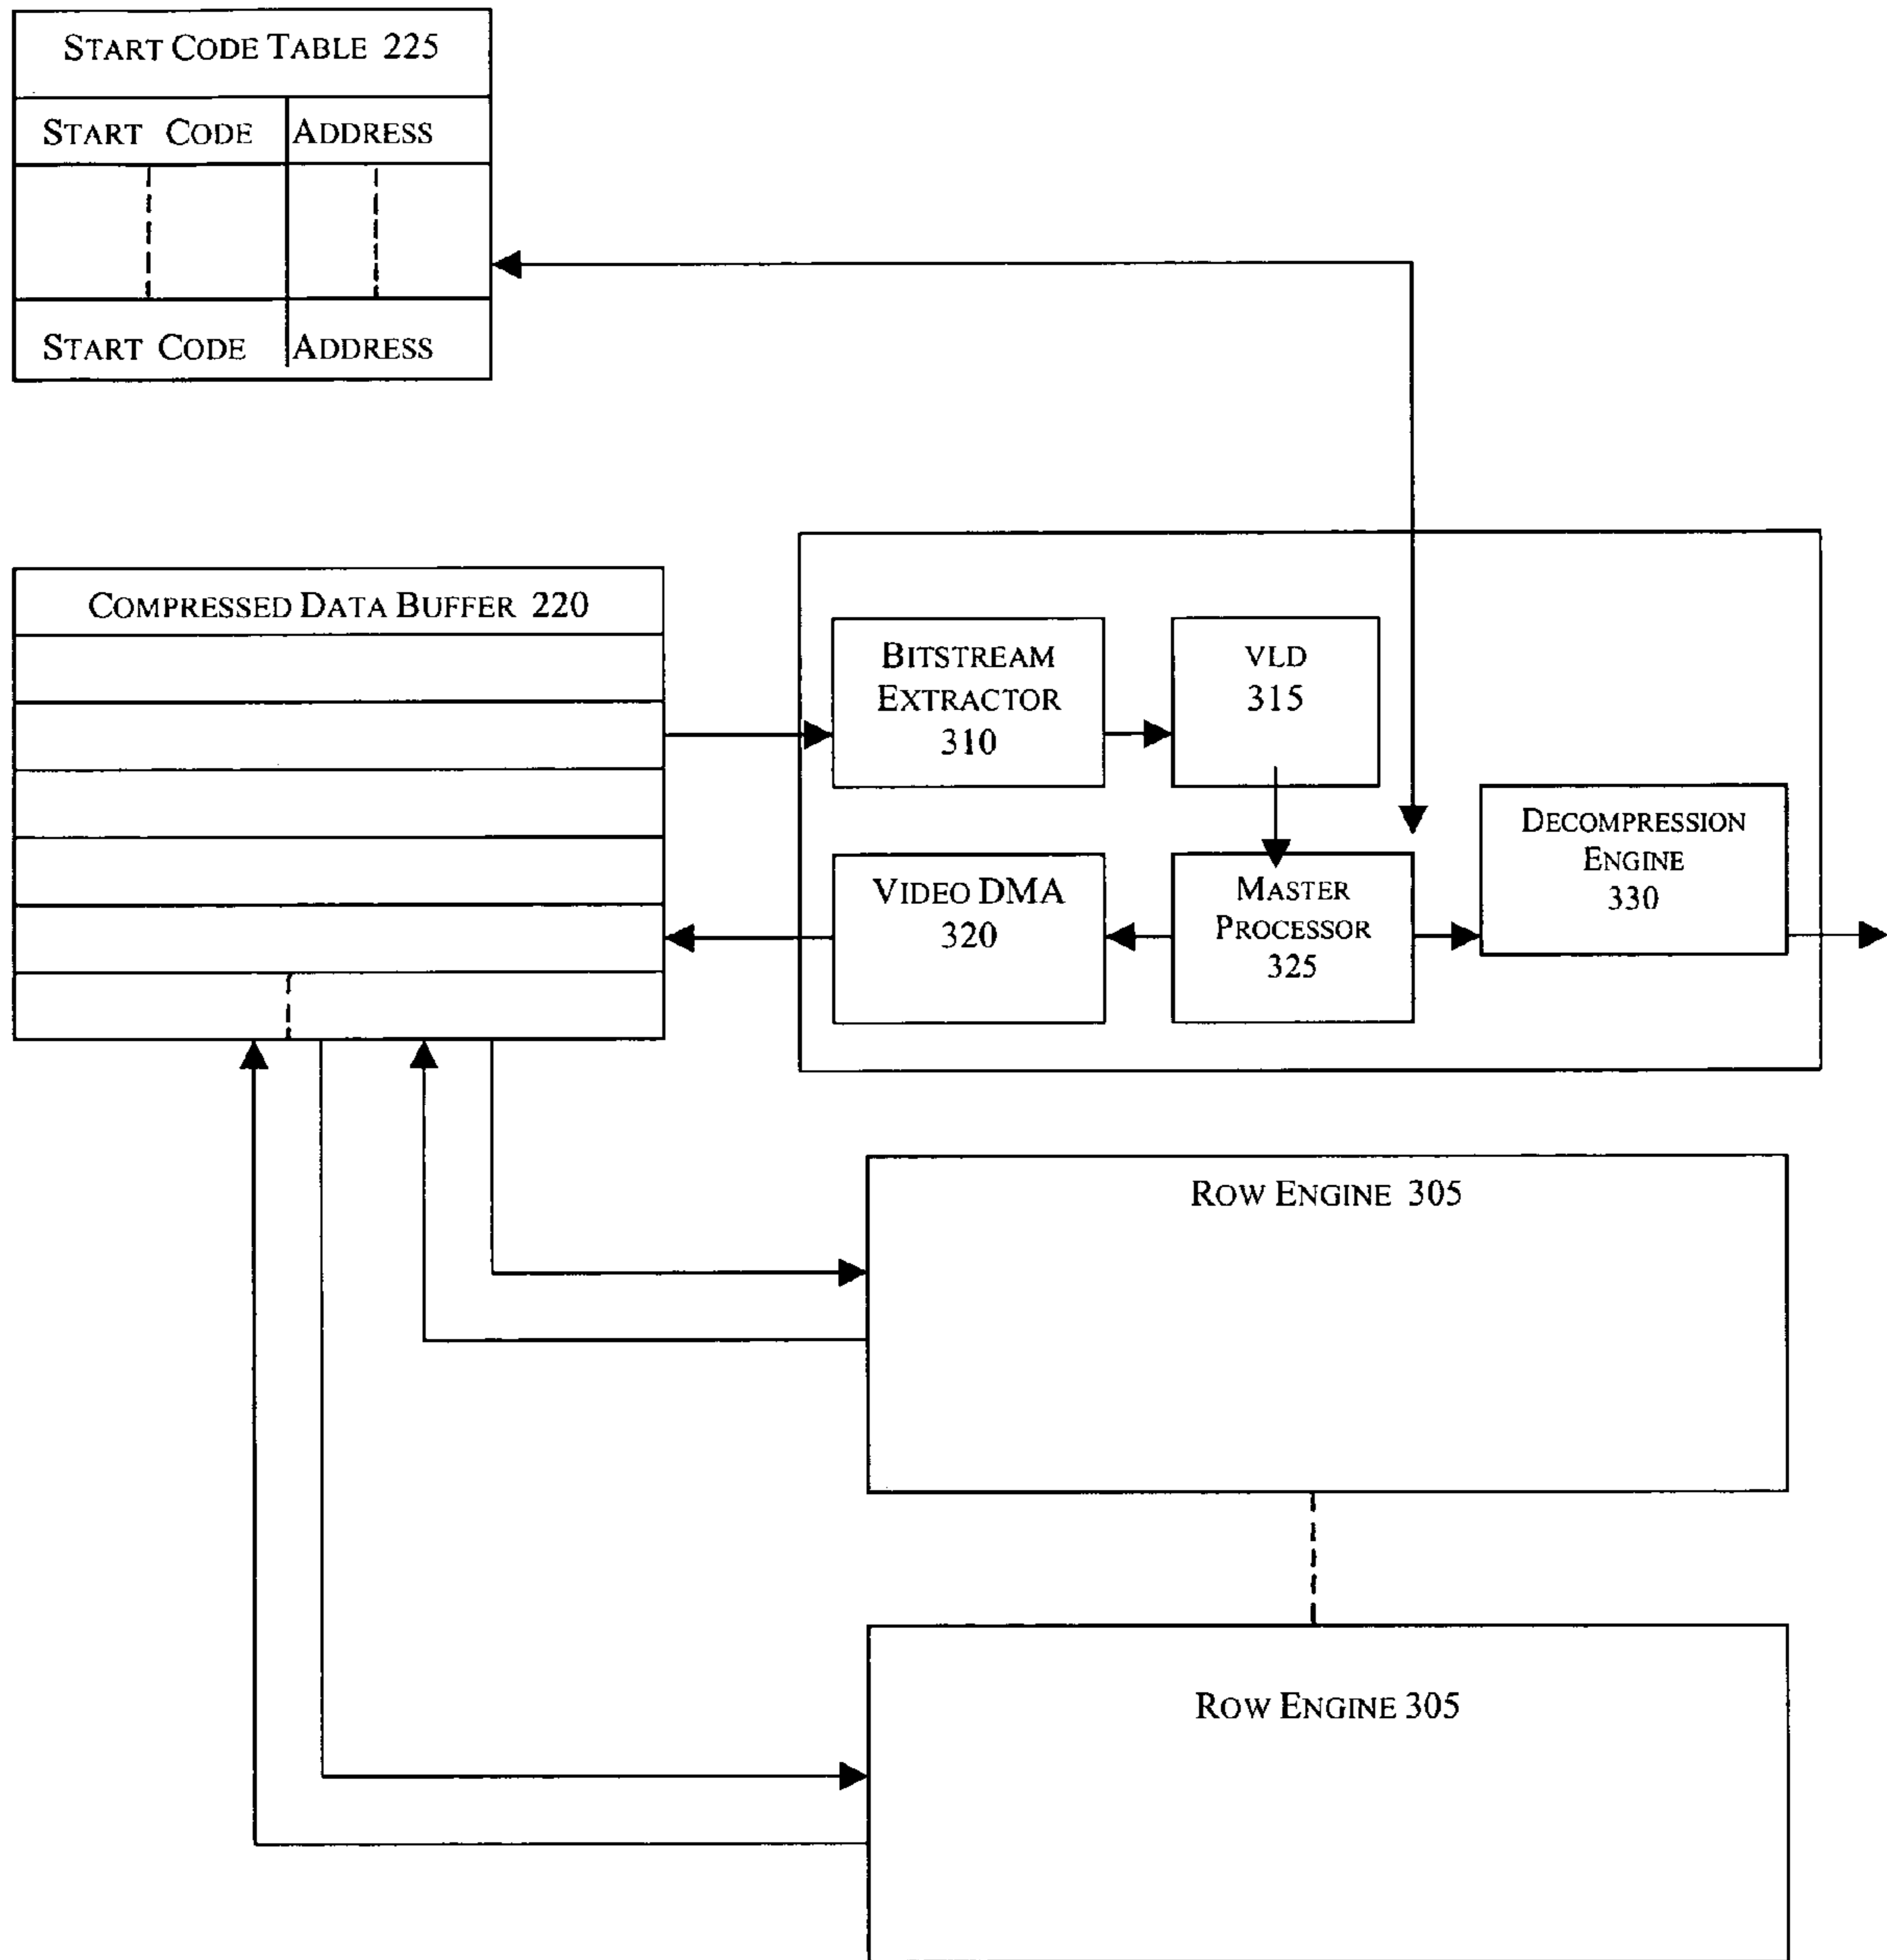 START CODE TABLE 225
START CODE ADDRESS
START CODE ADDRESS
COMPRESSED DATA BUFFER 220
BITSTREAM
EXTRACTOR
310
VLD
315
VIDEO DMA
320
MASTER
PROCESSOR
325
DECOMPRESSION
ENGINE
330
ROW ENGINE 305
ROW ENGINE 305